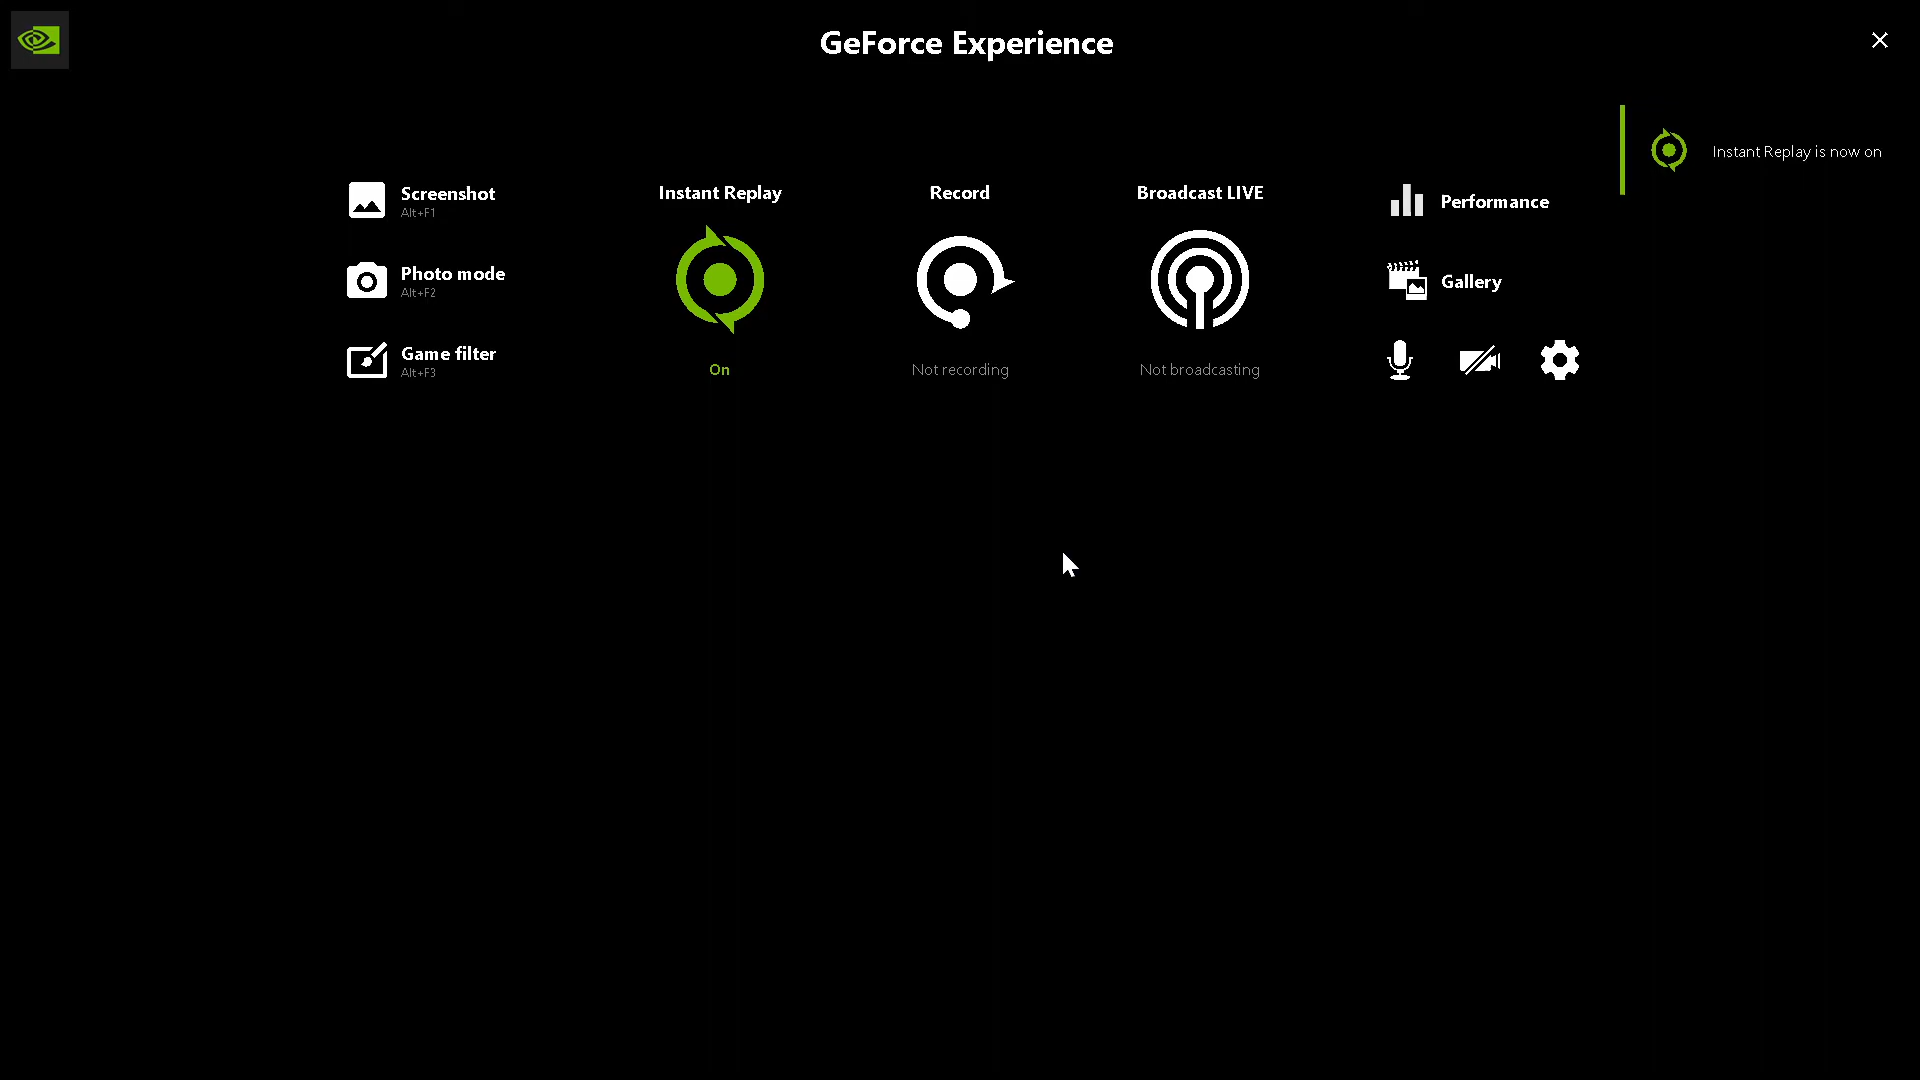 GeForce Experience
Instant Replay is now on
Screenshot
Alt+F1
Photo mode
Alt+F2
Game filter
Alt+F3
Instant Replay
On
Record
Not recording
Broadcast LIVE
Not broadcasting
Performance
Gallery